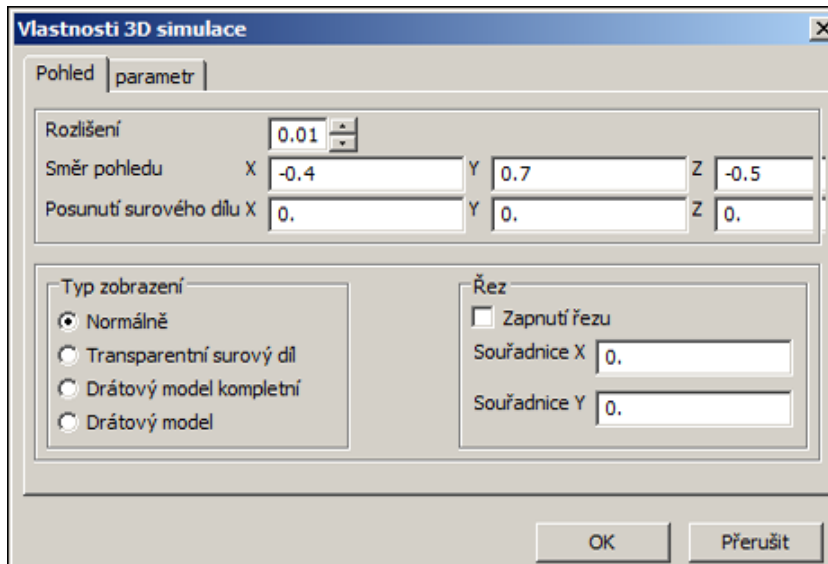 Vlastnosti 3D simulace
Pohled parametr
Rozlišení 0.01
Směr pohledu X -0.4 Y 0.7 Z -0.5
Posunutí surového dílu X 0. Y 0. Z 0.
Typ zobrazení
Normálně
Transparentní surový díl
Drátový model kompletní
Drátový model
Řez
Zapnutí řezu
Souřadnice X 0.
Souřadnice Y 0.
OK Přerušit